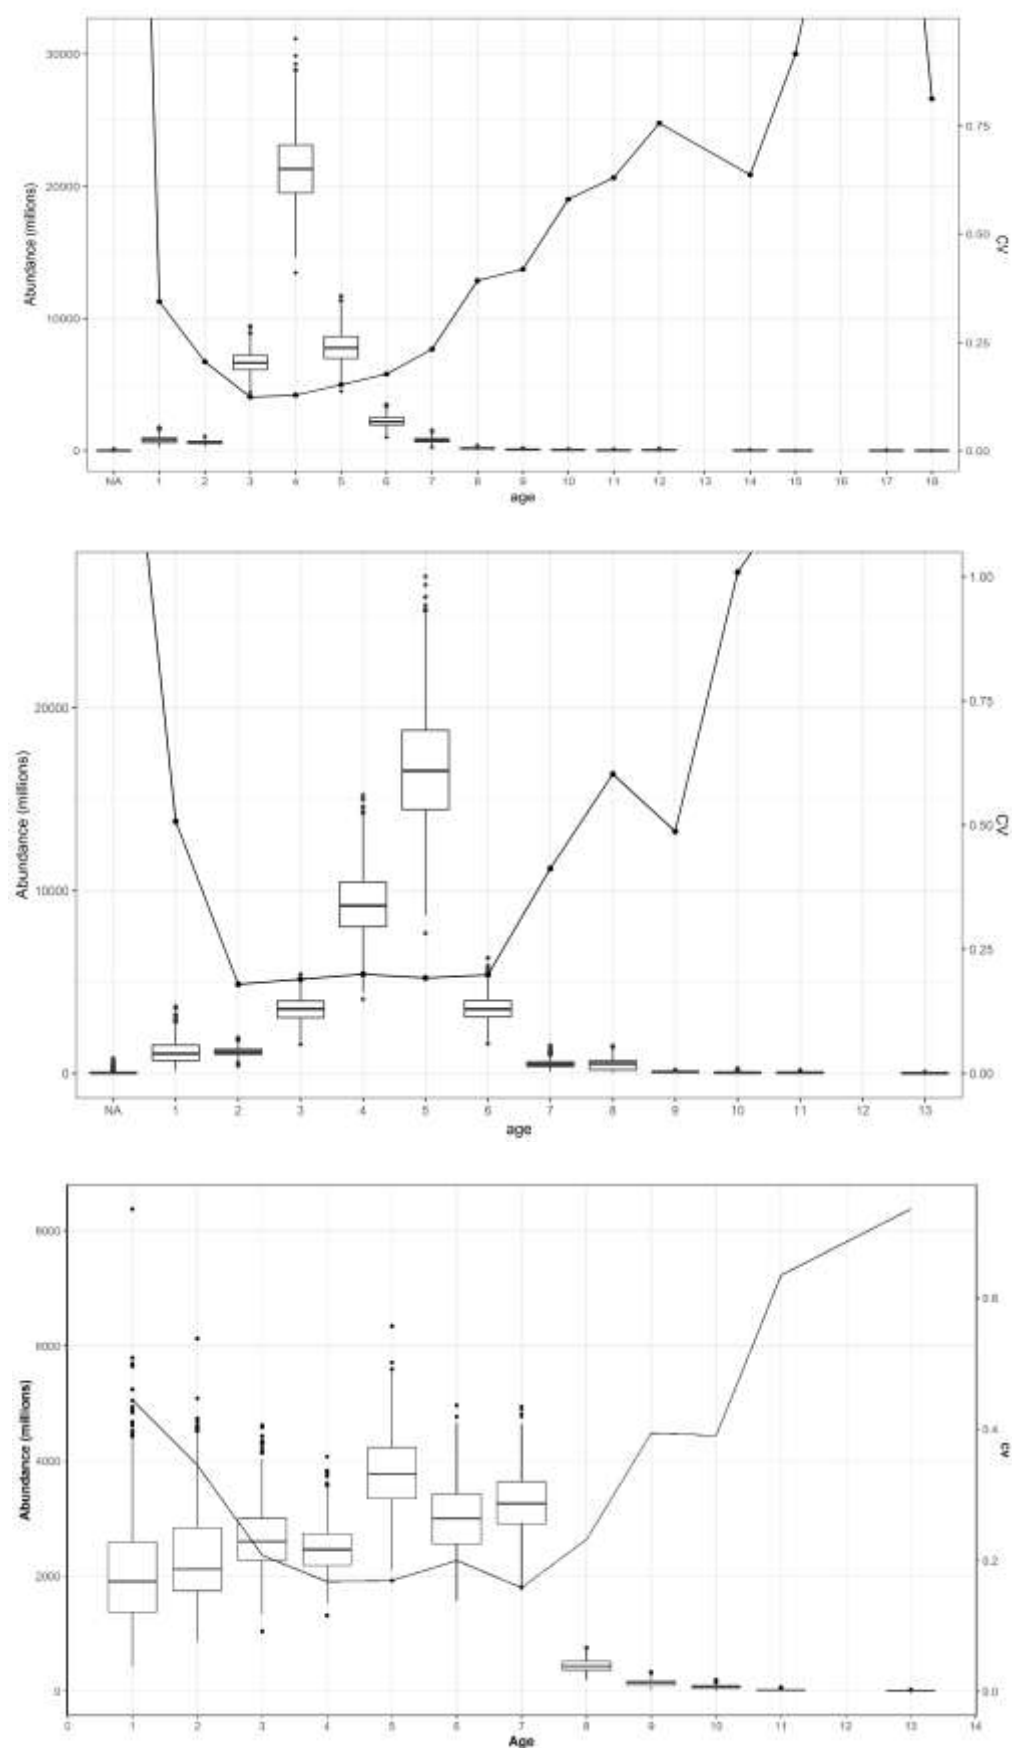 30000
20000
10000
0
Abundance (millions)
0.75
0.50
0.25
0.00
CV
NA 1 2 3 4 5 6 7 8 9 10 11 12 13 14 15 16 17 18
age
20000
10000
0
Abundance (millions)
1.00
0.75
0.50
0.25
0.00
CV
NA 1 2 3 4 5 6 7 8 9 10 11 12 13
age
8000
6000
4000
2000
0
Abundance (millions)
0.6
0.4
0.2
0.0
cv
0 1 2 3 4 5 6 7 8 9 10 11 12 13 14
Age